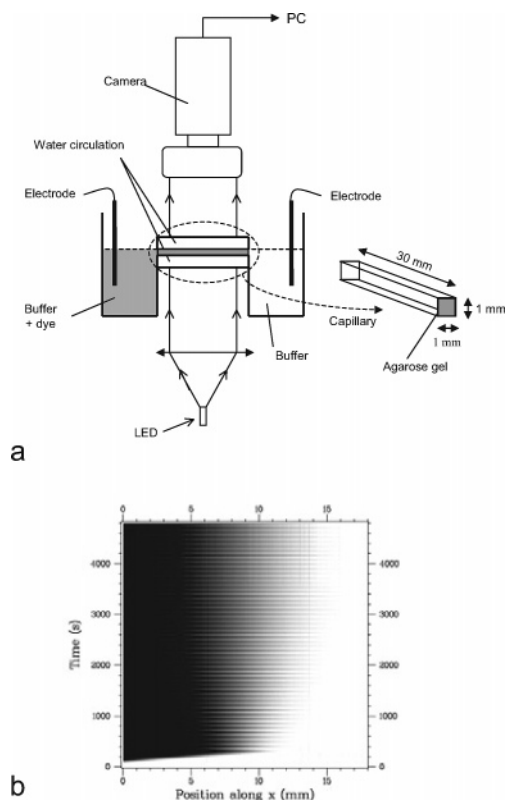 PC
Camera
Water circulation
Electrode
Electrode
30 mm
Buffer
+ dye
Capillary
1 mm
Buffer
1 mm
Agarose gel
LED
a
0 5 10 15
4000 4000
3000 3000
2000 2000
1000 1000
0 0
Time (s)
0 5 10 15
Position along x (mm)
b